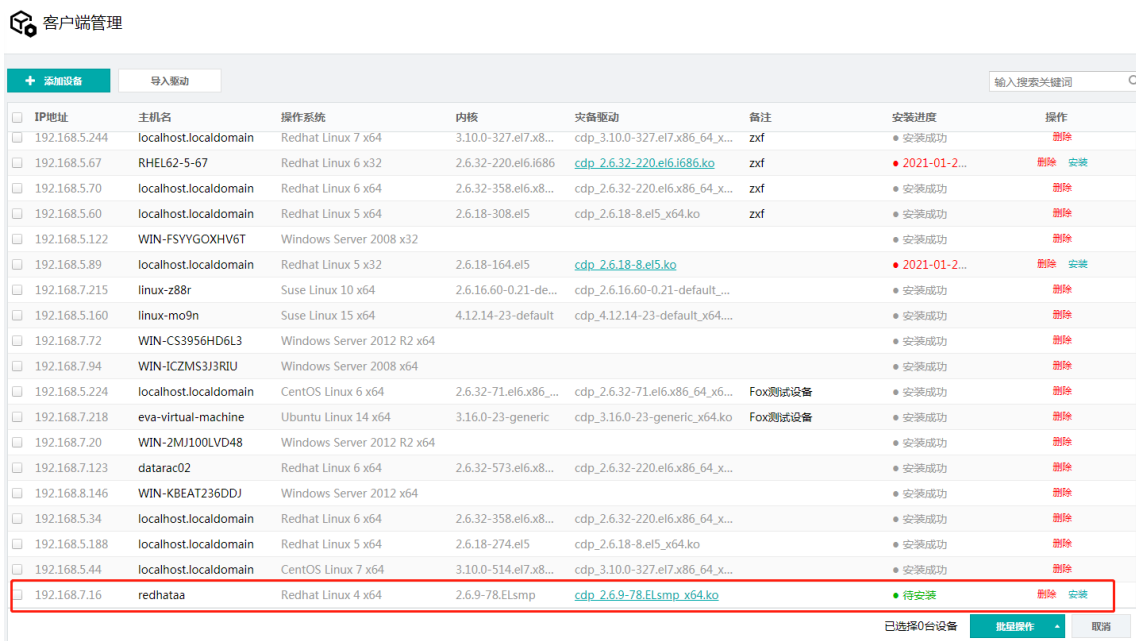 客户端管理
+ 添加设备 导入驱动 输入搜索关键词
IP地址 主机名 操作系统 内核 灾备驱动 备注 安装进度 操作
192.168.5.244 localhost.localdomain Redhat Linux 7 x64 3.10.0-327.el7.x8... cdp_3.10.0-327.el7.x86_64_x... zxf 安装成功 删除
192.168.5.67 RHEL62-5-67 Redhat Linux 6 x32 2.6.32-220.el6.i686 cdp_2.6.32-220.el6.i686.ko zxf 2021-01-2... 删除 安装
192.168.5.70 localhost.localdomain Redhat Linux 6 x64 2.6.32-358.el6.x8... cdp_2.6.32-220.el6.x86_64_x... zxf 安装成功 删除
192.168.5.60 localhost.localdomain Redhat Linux 5 x64 2.6.18-308.el5 cdp_2.6.18-8.el5_x64.ko zxf 安装成功 删除
192.168.5.122 WIN-FSYYGOXHV6T Windows Server 2008 x32 安装成功 删除
192.168.5.89 localhost.localdomain Redhat Linux 5 x32 2.6.18-164.el5 cdp_2.6.18-8.el5.ko 2021-01-2... 删除 安装
192.168.7.215 linux-z88r Suse Linux 10 x64 2.6.16.60-0.21-de... cdp_2.6.16.60-0.21-default_... 安装成功 删除
192.168.5.160 linux-mo9n Suse Linux 15 x64 4.12.14-23-default cdp_4.12.14-23-default_x64.... 安装成功 删除
192.168.7.72 WIN-CS3956HD6L3 Windows Server 2012 R2 x64 安装成功 删除
192.168.7.94 WIN-ICZMS3J3RIU Windows Server 2008 x64 安装成功 删除
192.168.5.224 localhost.localdomain CentOS Linux 6 x64 2.6.32-71.el6.x86_... cdp_2.6.32-71.el6.x86_64_x6... Fox测试设备 安装成功 删除
192.168.7.218 eva-virtual-machine Ubuntu Linux 14 x64 3.16.0-23-generic cdp_3.16.0-23-generic_x64.ko Fox测试设备 安装成功 删除
192.168.7.20 WIN-2MJ100LVD48 Windows Server 2012 R2 x64 安装成功 删除
192.168.7.123 datarac02 Redhat Linux 6 x64 2.6.32-573.el6.x8... cdp_2.6.32-220.el6.x86_64_x... 安装成功 删除
192.168.8.146 WIN-KBEAT236DDJ Windows Server 2012 x64 安装成功 删除
192.168.5.34 localhost.localdomain Redhat Linux 6 x64 2.6.32-358.el6.x8... cdp_2.6.32-220.el6.x86_64_x... 安装成功 删除
192.168.5.188 localhost.localdomain Redhat Linux 5 x64 2.6.18-274.el5 cdp_2.6.18-8.el5_x64.ko 安装成功 删除
192.168.5.44 localhost.localdomain CentOS Linux 7 x64 3.10.0-514.el7.x8... cdp_3.10.0-327.el7.x86_64_x... 安装成功 删除
192.168.7.16 redhataa Redhat Linux 4 x64 2.6.9-78.ELsmp cdp_2.6.9-78.ELsmp_x64.ko 待安装 删除 安装
已选择0台设备 批量操作 取消